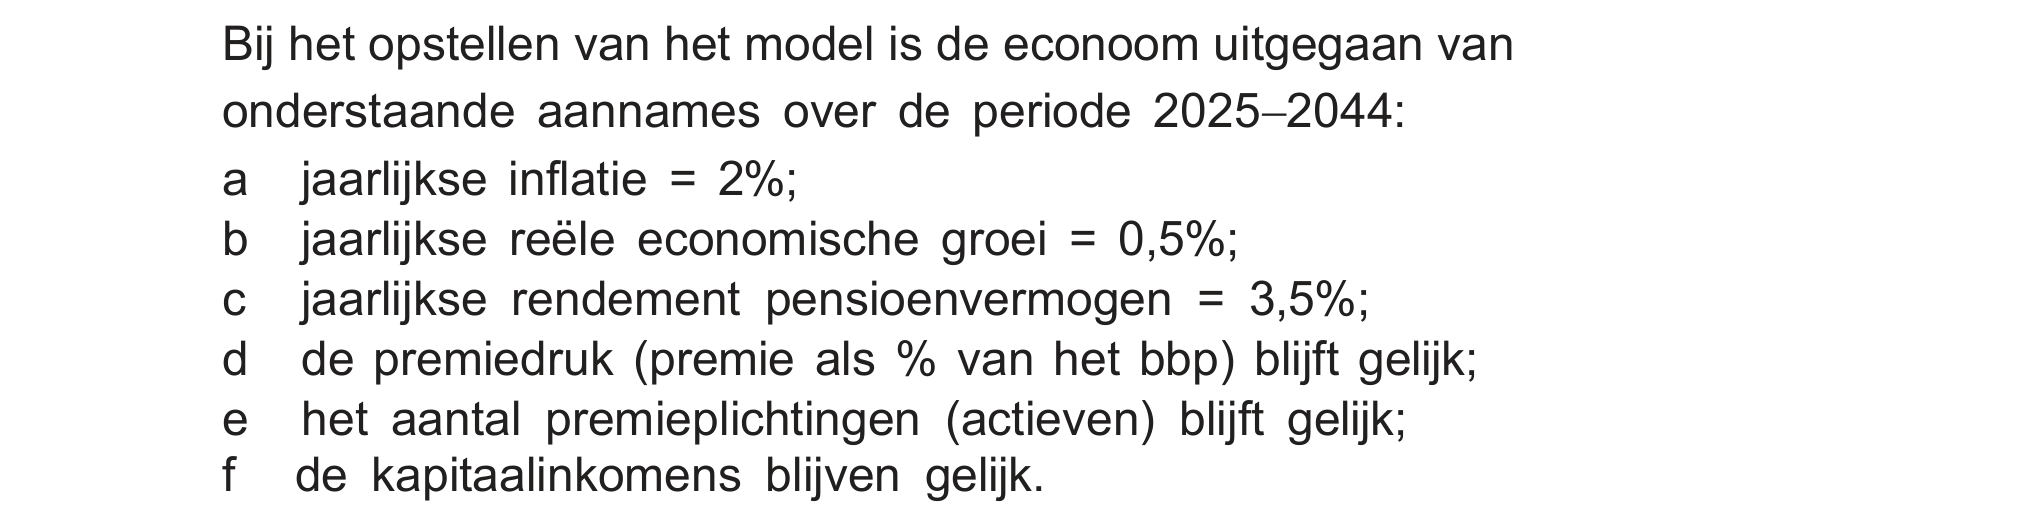 Bij het opstellen van het model is de econoom uitgegaan van
onderstaande aannames over de periode 2025–2044:
a jaarlijkse inflatie = 2%;
b jaarlijkse reële economische groei = 0,5%;
c jaarlijkse rendement pensioenvermogen = 3,5%;
d de premiedruk (premie als % van het bbp) blijft gelijk;
e het aantal premieplichtingen (actieven) blijft gelijk;
f de kapitaalinkomens blijven gelijk.